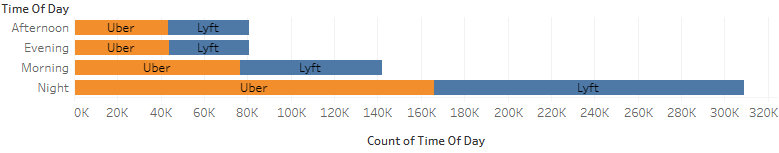 Time Of Day
Afternoon Uber Lyft
Evening Uber Lyft
Morning Uber Lyft
Night Uber Lyft
0K 20K 40K 60K 80K 100K 120K 140K 160K 180K 200K 220K 240K 260K 280K 300K 320K
Count of Time Of Day